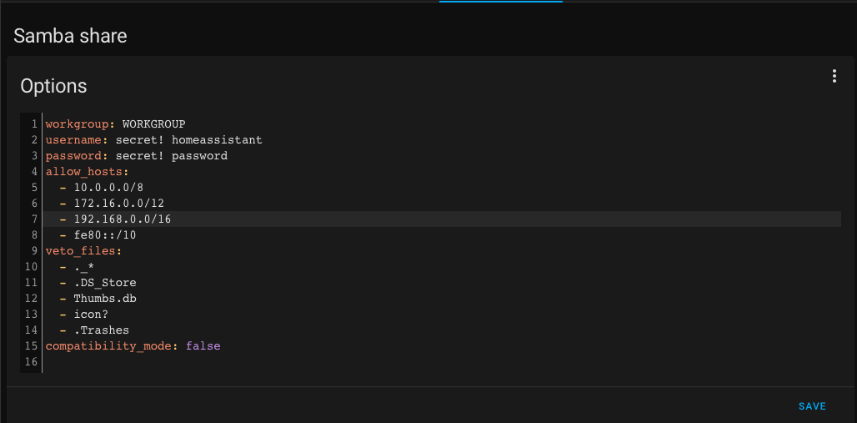 Samba share
Options
1 workgroup: WORKGROUP
2 username: secret! homeassistant
3 password: secret! password
4 allow_hosts:
5 - 10.0.0.0/8
6 - 172.16.0.0/12
7 - 192.168.0.0/16
8 - fe80::/10
9 veto_files:
10 - ._*
11 - .DS_Store
12 - Thumbs.db
13 - icon?
14 - .Trashes
15 compatibility_mode: false
16
SAVE